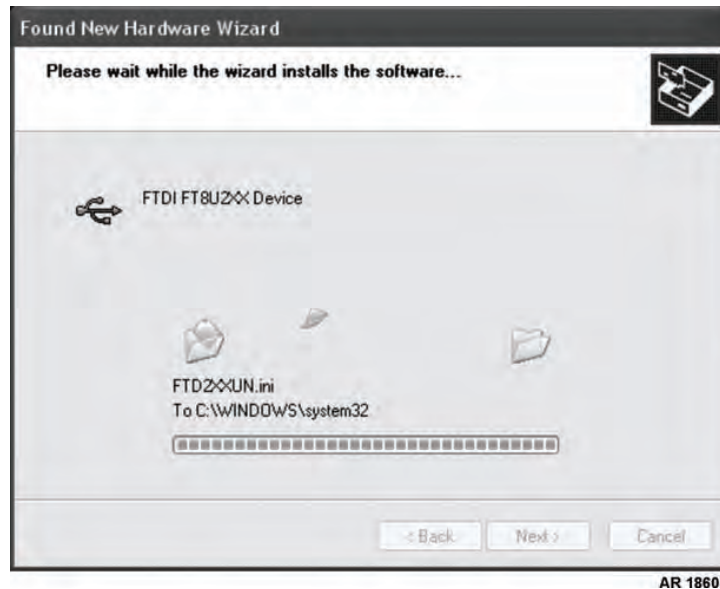 Found New Hardware Wizard
Please wait while the wizard installs the software...
FTDI FT8U2XX Device
FTD2XXUN.ini
To C:\WINDOWS\system32
< Back
Next >
Cancel
AR 1860